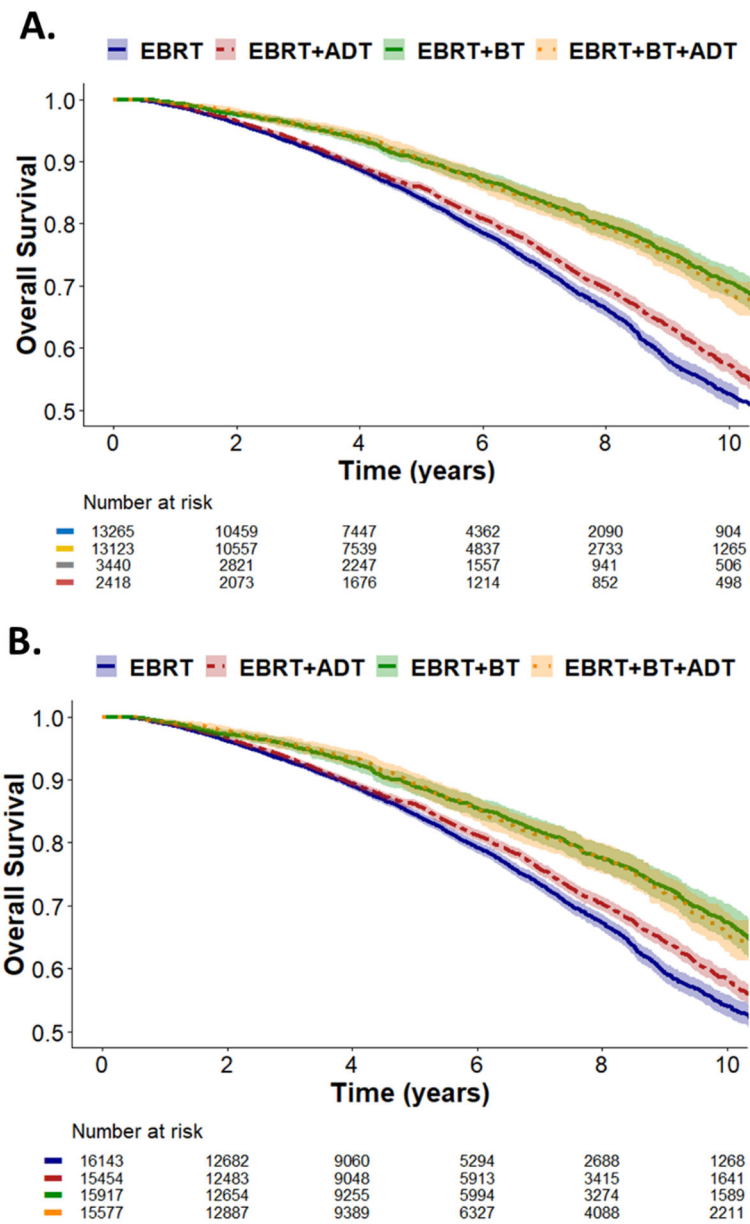 A.
EBRT EBRT+ADT EBRT+BT EBRT+BT+ADT
1.0
0.9
0.8
0.7
0.6
0.5
Overall Survival
0 2 4 6 8 10
Time (years)
Number at risk
13265 10459 7447 4362 2090 904
13123 10557 7539 4837 2733 1265
3440 2821 2247 1557 941 506
2418 2073 1676 1214 852 498
B.
EBRT EBRT+ADT EBRT+BT EBRT+BT+ADT
1.0
0.9
0.8
0.7
0.6
0.5
Overall Survival
0 2 4 6 8 10
Time (years)
Number at risk
16143 12682 9060 5294 2688 1268
15454 12483 9048 5913 3415 1641
15917 12654 9255 5994 3274 1589
15577 12887 9389 6327 4088 2211